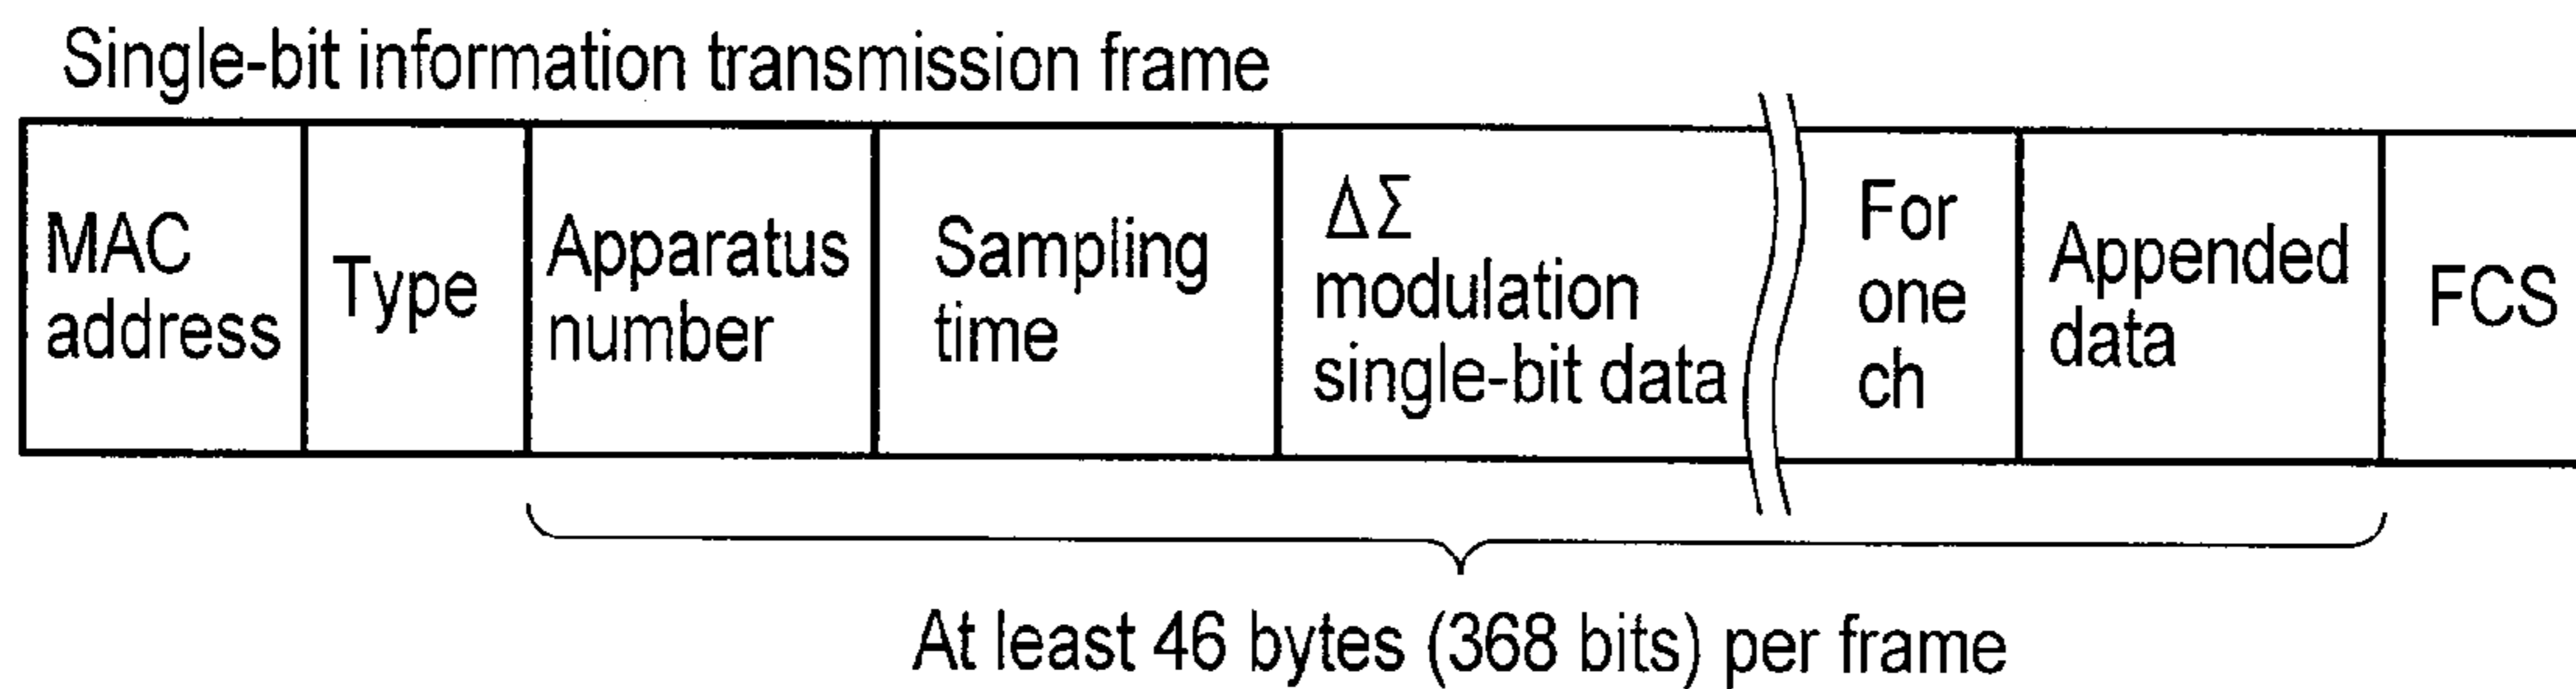 Single-bit information transmission frame
MAC
address
Type
Apparatus
number
Sampling
time
ΔΣ
modulation
single-bit data
For
one
ch
Appended
data
FCS
At least 46 bytes (368 bits) per frame